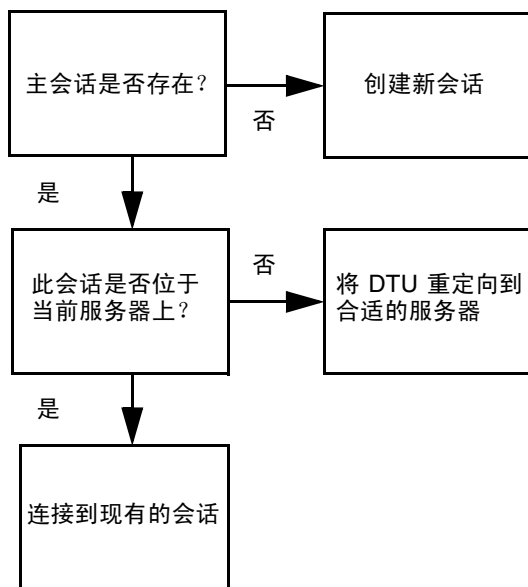 主会话是否存在？
创建新会话
否
是
此会话是否位于
当前服务器上？
否
将 DTU 重定向到
合适的服务器
是
连接到现有的会话